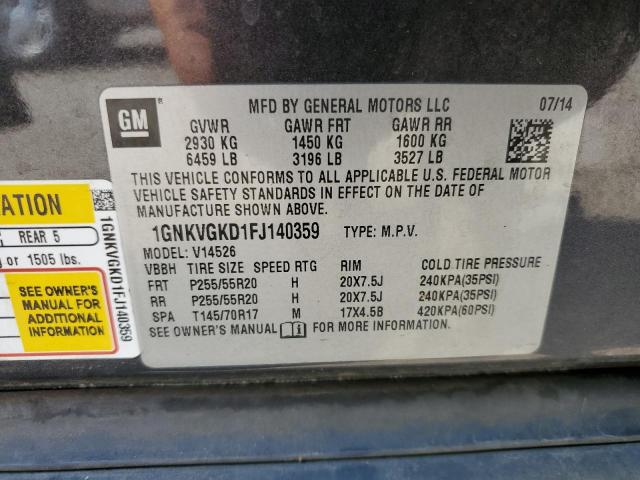 GM
MFD BY GENERAL MOTORS LLC 07/14
GVWR GAWR FRT GAWR RR
2930 KG 1450 KG 1600 KG
6459 LB 3196 LB 3527 LB
THIS VEHICLE CONFORMS TO ALL APPLICABLE U.S. FEDERAL MOTOR
VEHICLE SAFETY STANDARDS IN EFFECT ON THE DATE OF
MANUFACTURE SHOWN ABOVE.
1GNKVGKD1FJ140359 TYPE: M.P.V.
MODEL: V14526
VBBH TIRE SIZE SPEED RTG RIM COLD TIRE PRESSURE
FRT P255/55R20 H 20X7.5J 240KPA(35PSI)
RR P255/55R20 H 20X7.5J 240KPA(35PSI)
SPA T145/70R17 M 17X4.5B 420KPA(60PSI)
SEE OWNER'S MANUAL FOR MORE INFORMATION.
REAR 5
or 1505 lbs.
SEE OWNER'S
MANUAL FOR
ADDITIONAL
INFORMATION
1GNKVGKD1FJ140359